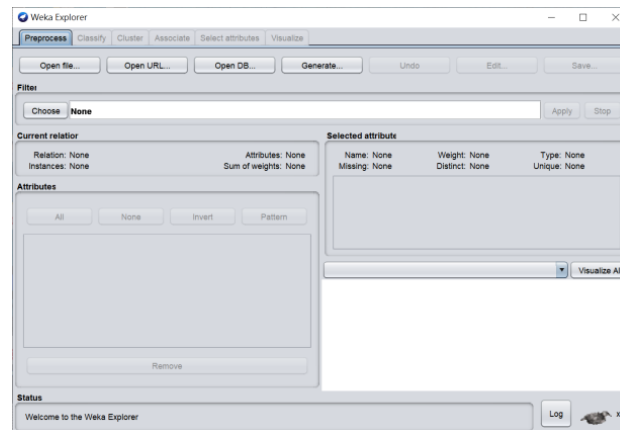 Weka Explorer
Preprocess Classify Cluster Associate Select attributes Visualize
Open file... Open URL... Open DB... Generate... Undo Edit... Save...
Filter
Choose None Apply Stop
Current relation Selected attribute
Relation: None Attributes: None Name: None Weight: None Type: None
Instances: None Sum of weights: None Missing: None Distinct: None Unique: None
Attributes
All None Invert Pattern
Visualize Al
Remove
Status
Welcome to the Weka Explorer Log x